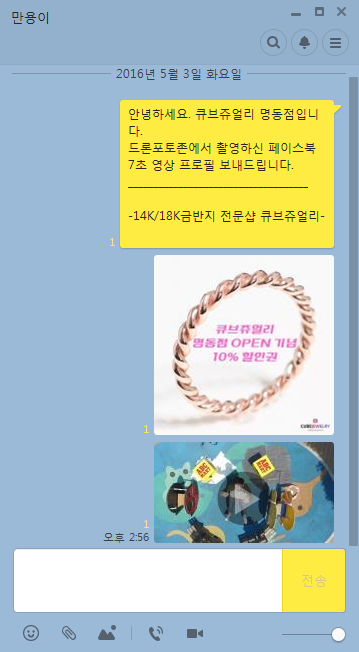 만용이
2016년 5월 3일 화요일
안녕하세요. 큐브쥬얼리 명동점입니
다.
드론포토존에서 촬영하신 페이스북
7초 영상 프로필 보내드립니다.
____________________________________
-14K/18K금반지 전문샵 큐브쥬얼리-
1
큐브쥬얼리
명동점 OPEN 기념
10% 할인권
CUBEJEWELRY
1
ABC
ABC
1
오후 2:56
전송